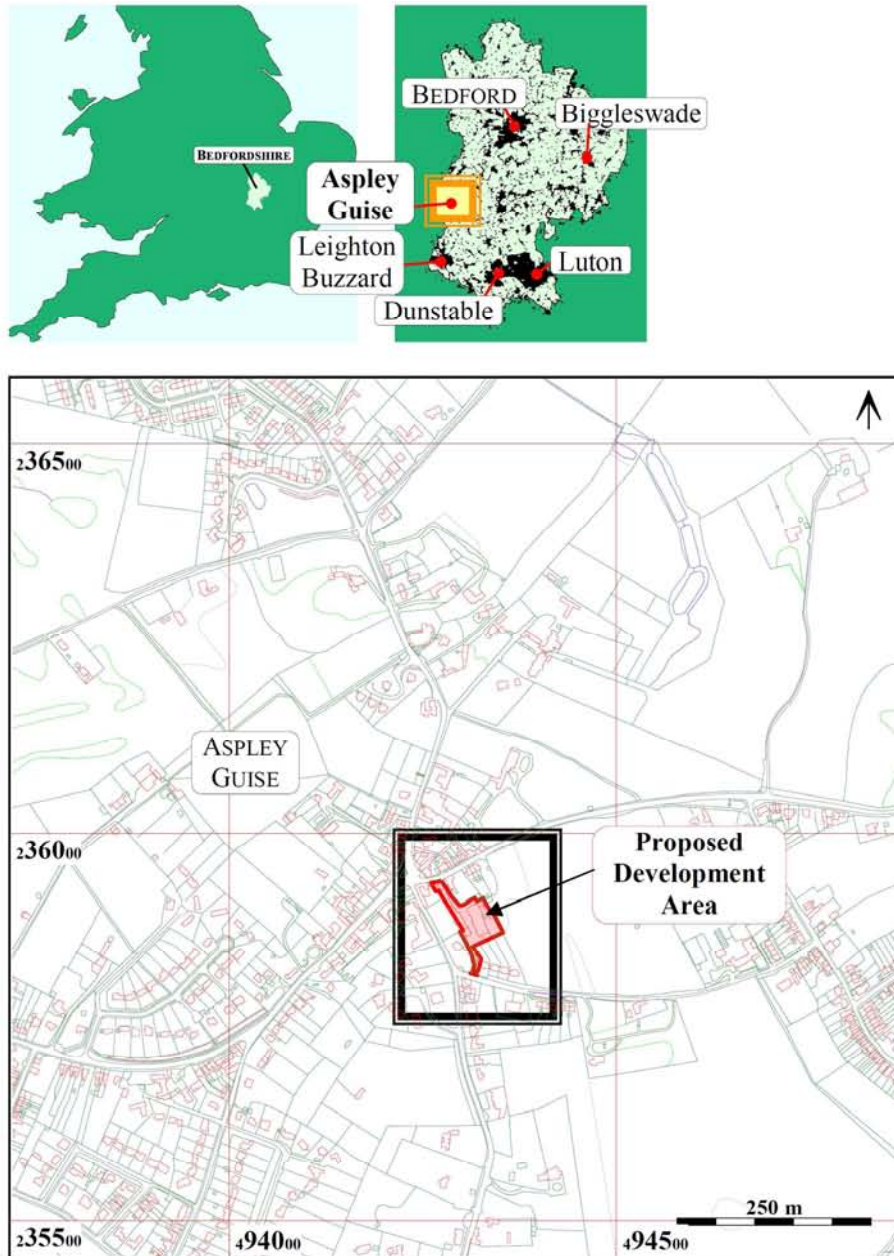 BEDFORDSHIRE
BEDFORD
Biggleswade
Aspley
Guise
Leighton
Buzzard
Luton
Dunstable
236500
ASPLEY
GUISE
236000
Proposed
Development
Area
250 m
235500
494000
494500